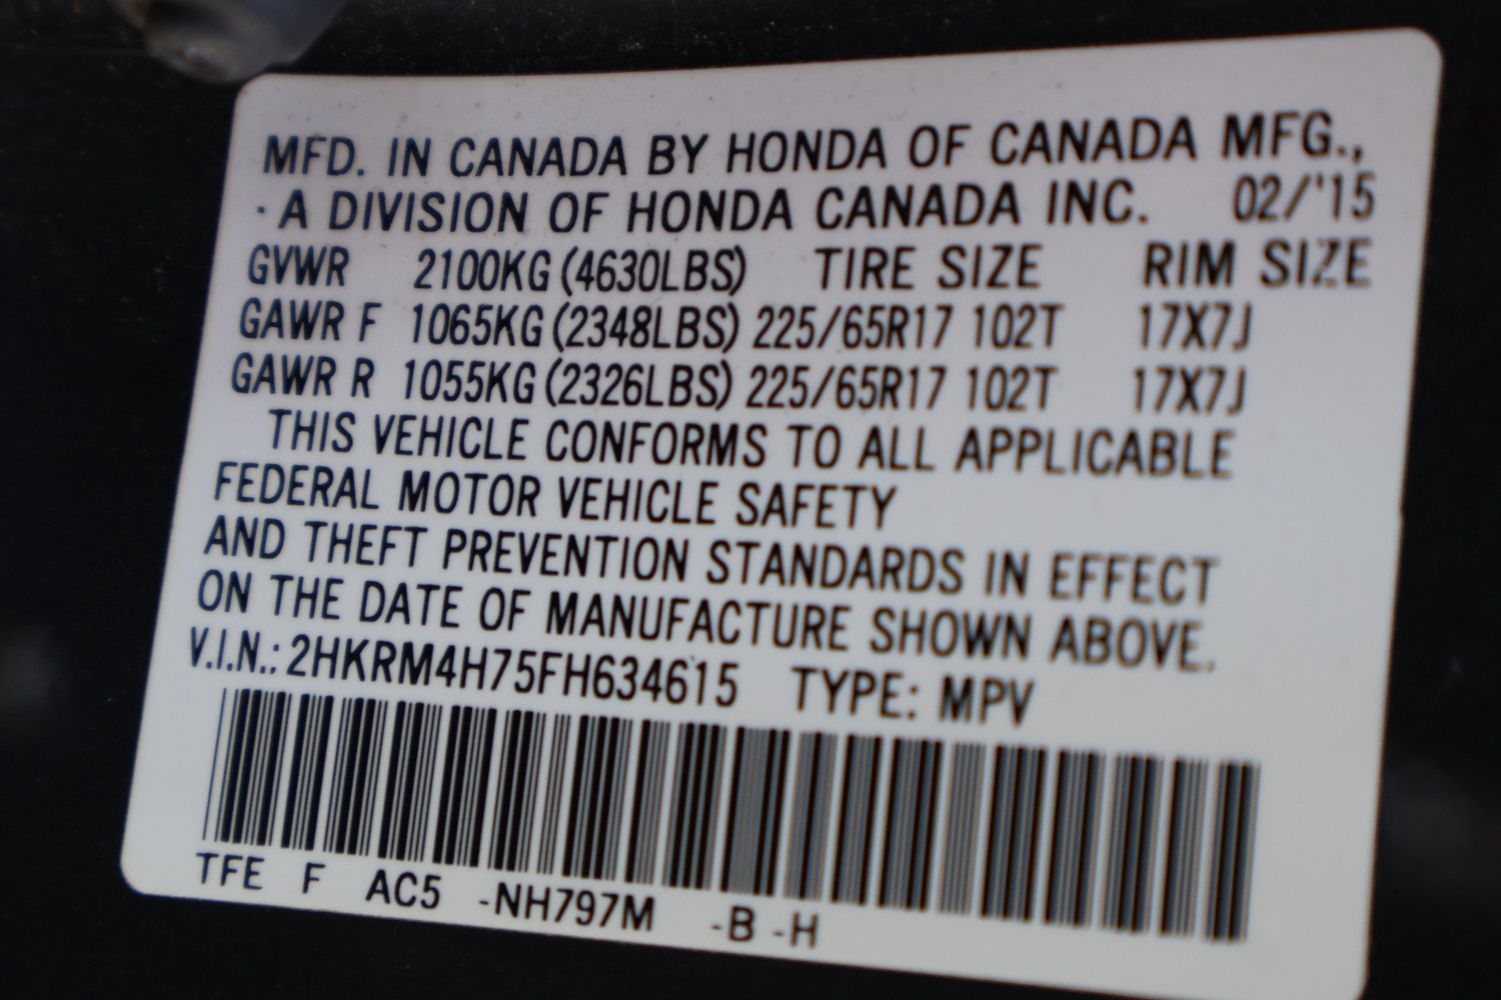 MFD. IN CANADA BY HONDA OF CANADA MFG.,
· A DIVISION OF HONDA CANADA INC. 02/'15
GVWR 2100KG (4630LBS) TIRE SIZE RIM SIZE
GAWR F 1065KG (2348LBS) 225/65R17 102T 17X7J
GAWR R 1055KG (2326LBS) 225/65R17 102T 17X7J
THIS VEHICLE CONFORMS TO ALL APPLICABLE
FEDERAL MOTOR VEHICLE SAFETY
AND THEFT PREVENTION STANDARDS IN EFFECT
ON THE DATE OF MANUFACTURE SHOWN ABOVE.
V.I.N.: 2HKRM4H75FH634615 TYPE: MPV
TFE F AC5 -NH797M -B -H